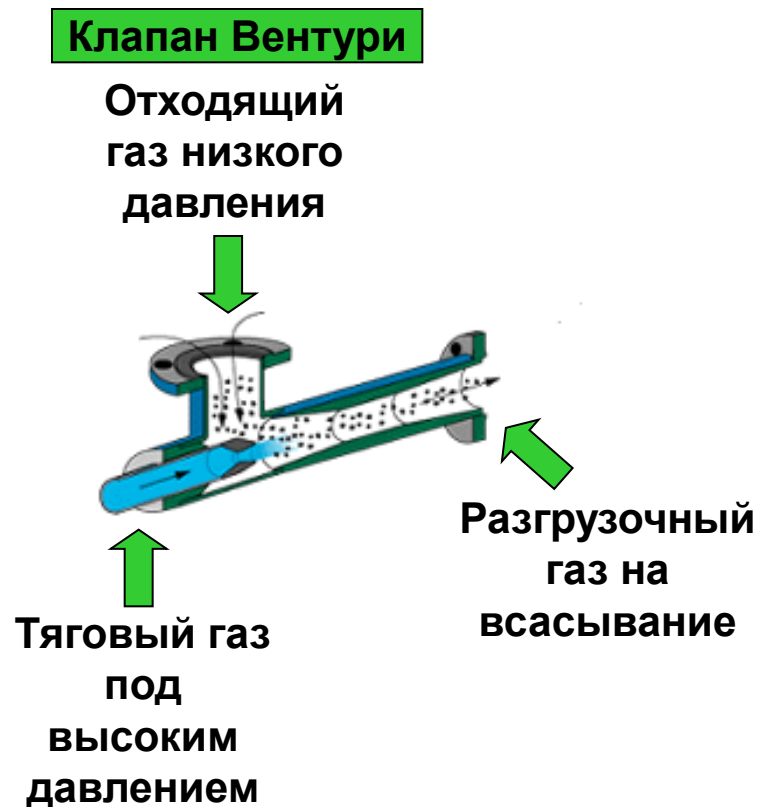 Клапан Вентури
Отходящий
газ низкого
давления
Разгрузочный
газ на
всасывание
Тяговый газ
под
высоким
давлением